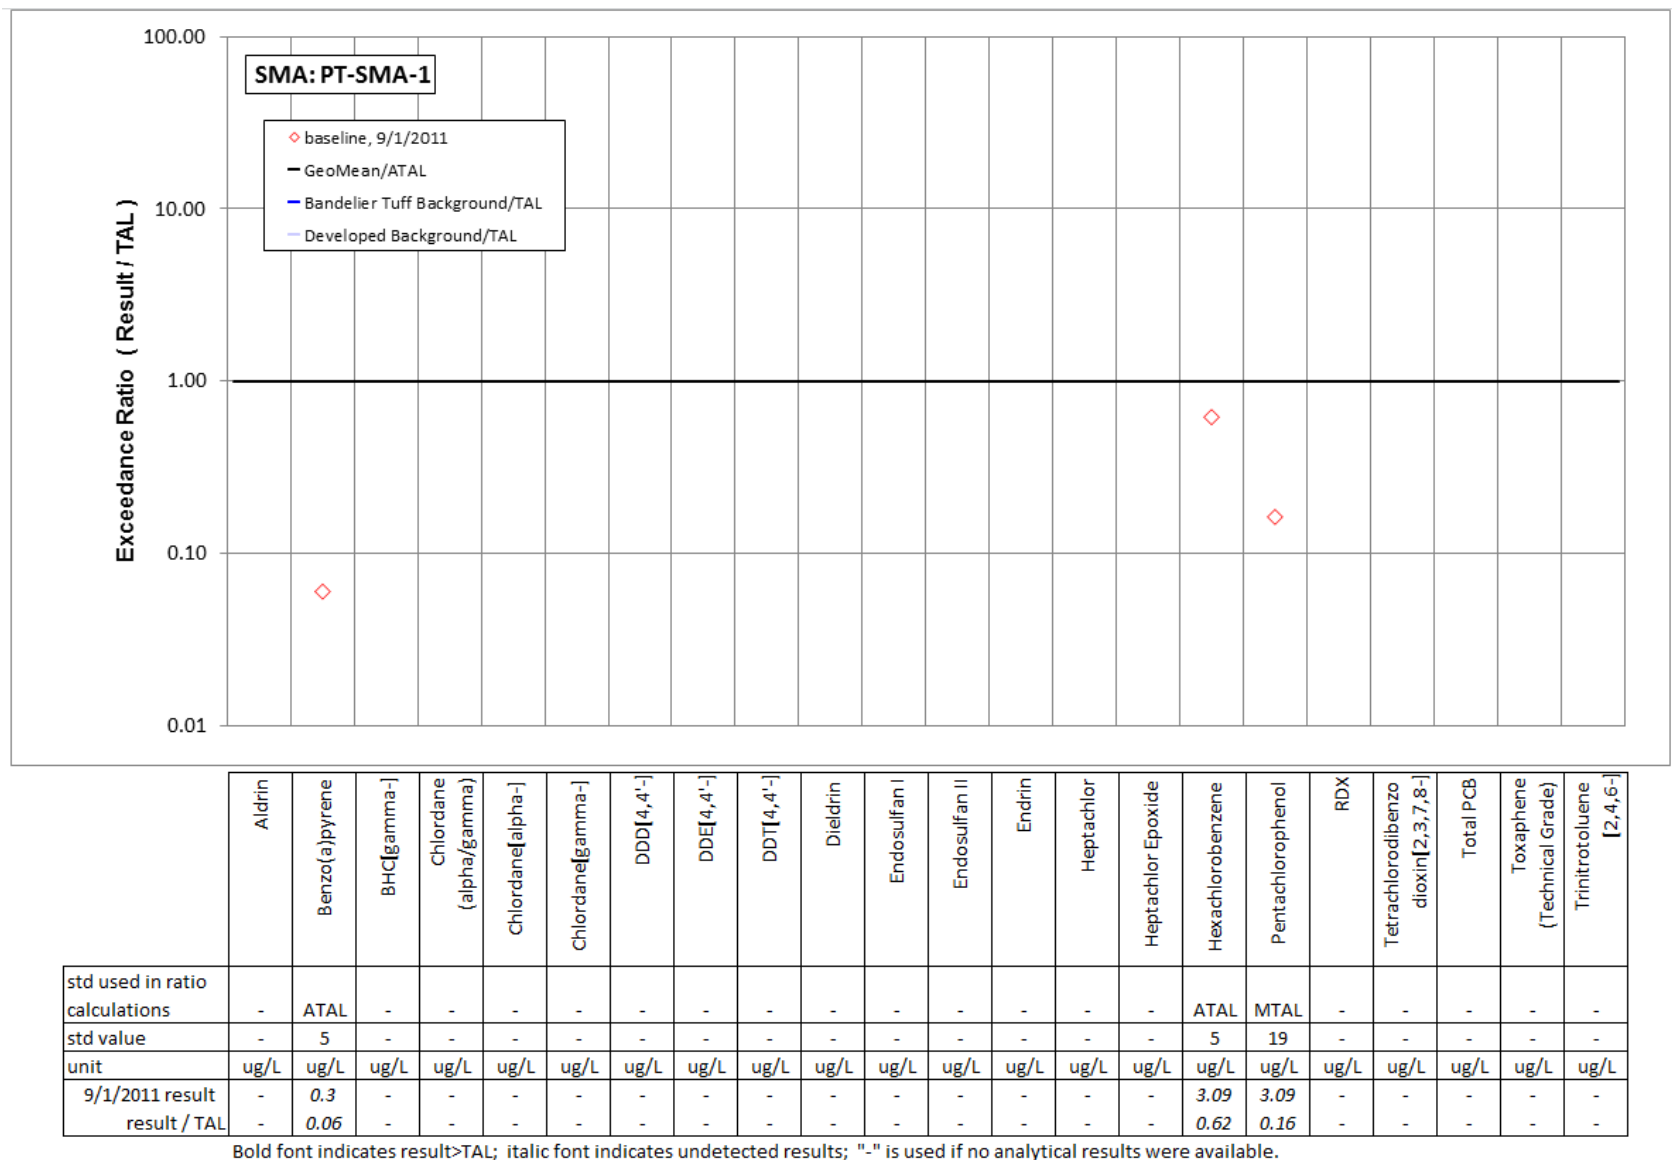 100.00
SMA: PT-SMA-1
baseline, 9/1/2011
GeoMean/ATAL
Bandelier Tuff Background/TAL
Developed Background/TAL
10.00
1.00
0.10
0.01
Exceedance Ratio ( Result / TAL )
Aldrin
Benzo(a)pyrene
BHC[gamma-]
Chlordane
(alpha/gamma)
Chlordane[alpha-]
Chlordane[gamma-]
DDD[4,4'-]
DDE[4,4'-]
DDT[4,4'-]
Dieldrin
Endosulfan I
Endosulfan II
Endrin
Heptachlor
Heptachlor Epoxide
Hexachlorobenzene
Pentachlorophenol
RDX
Tetrachlorodibenzo
dioxin[2,3,7,8-]
Total PCB
Toxaphene
(Technical Grade)
Trinitrotoluene
[2,4,6-]
std used in ratio
calculations - ATAL - - - - - - - - - - - - - ATAL MTAL - - - - -
std value - 5 - - - - - - - - - - - - - 5 19 - - - - -
unit ug/L ug/L ug/L ug/L ug/L ug/L ug/L ug/L ug/L ug/L ug/L ug/L ug/L ug/L ug/L ug/L ug/L ug/L ug/L ug/L ug/L ug/L
9/1/2011 result - 0.3 - - - - - - - - - - - - - 3.09 3.09 - - - - -
result / TAL - 0.06 - - - - - - - - - - - - - 0.62 0.16 - - - - -
Bold font indicates result>TAL; italic font indicates undetected results; "-" is used if no analytical results were available.